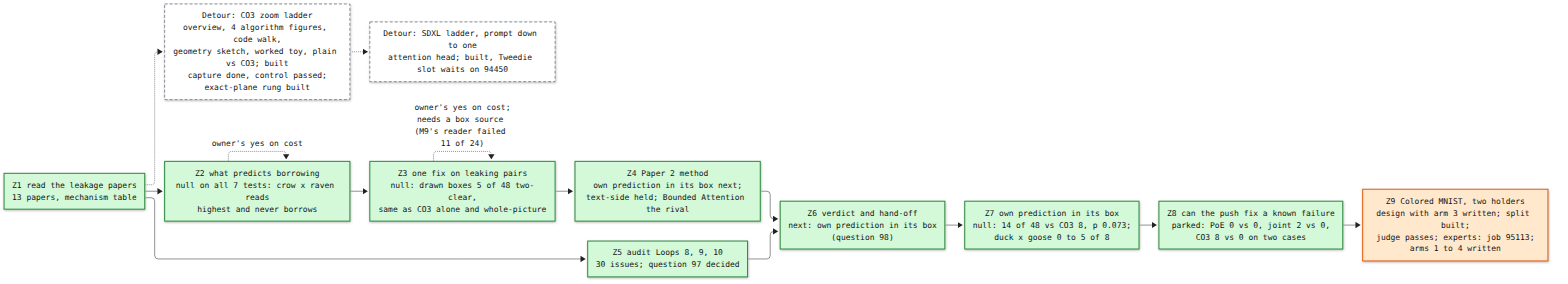 Detour: CO3 zoom ladder
overview, 4 algorithm figures,
code walk,
geometry sketch, worked toy, plain
vs CO3; built
capture done, control passed;
exact-plane rung built
Detour: SDXL ladder, prompt down
to one
attention head; built, Tweedie
slot waits on 94450
owner's yes on cost
owner's yes on cost;
needs a box source
(M9's reader failed
11 of 24)
Z1 read the leakage papers
13 papers, mechanism table
Z2 what predicts borrowing
null on all 7 tests: crow x raven
reads
highest and never borrows
Z3 one fix on leaking pairs
null: drawn boxes 5 of 48 two-
clear,
same as CO3 alone and whole-picture
Z4 Paper 2 method
own prediction in its box next;
text-side held; Bounded Attention
the rival
Z5 audit Loops 8, 9, 10
30 issues; question 97 decided
Z6 verdict and hand-off
next: own prediction in its box
(question 98)
Z7 own prediction in its box
null: 14 of 48 vs CO3 8, p 0.073;
duck x goose 0 to 5 of 8
Z8 can the push fix a known failure
parked: PoE 0 vs 0, joint 2 vs 0,
CO3 8 vs 0 on two cases
Z9 Colored MNIST, two holders
design with arm 3 written; split
built;
judge passes; experts: job 95113;
arms 1 to 4 written